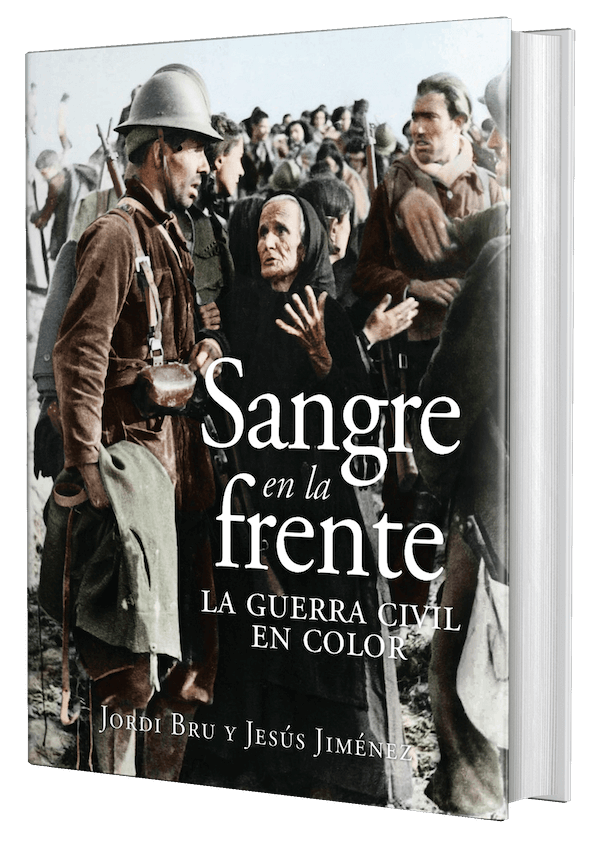 Sangre
en la
frente
LA GUERRA CIVIL
EN COLOR
JORDI BRU Y JESÚS JIMÉNEZ